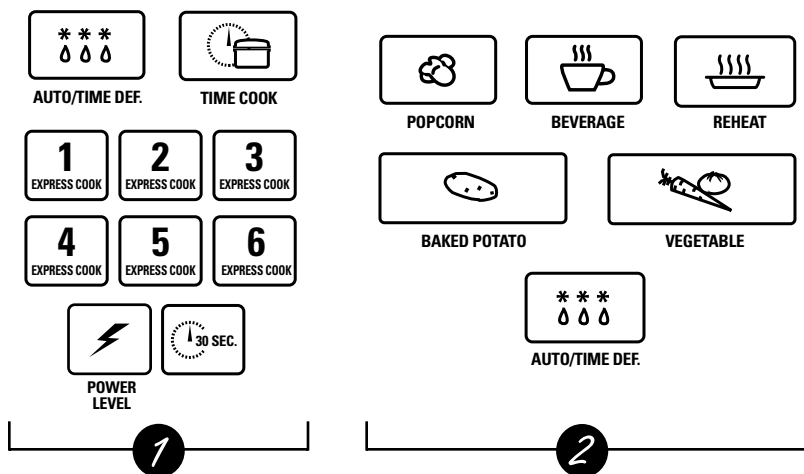 AUTO/TIME DEF. TIME COOK
1 2 3
EXPRESS COOK EXPRESS COOK EXPRESS COOK
4 5 6
EXPRESS COOK EXPRESS COOK EXPRESS COOK
30 SEC.
POWER
LEVEL
1
POPCORN BEVERAGE REHEAT
BAKED POTATO VEGETABLE
AUTO/TIME DEF.
2